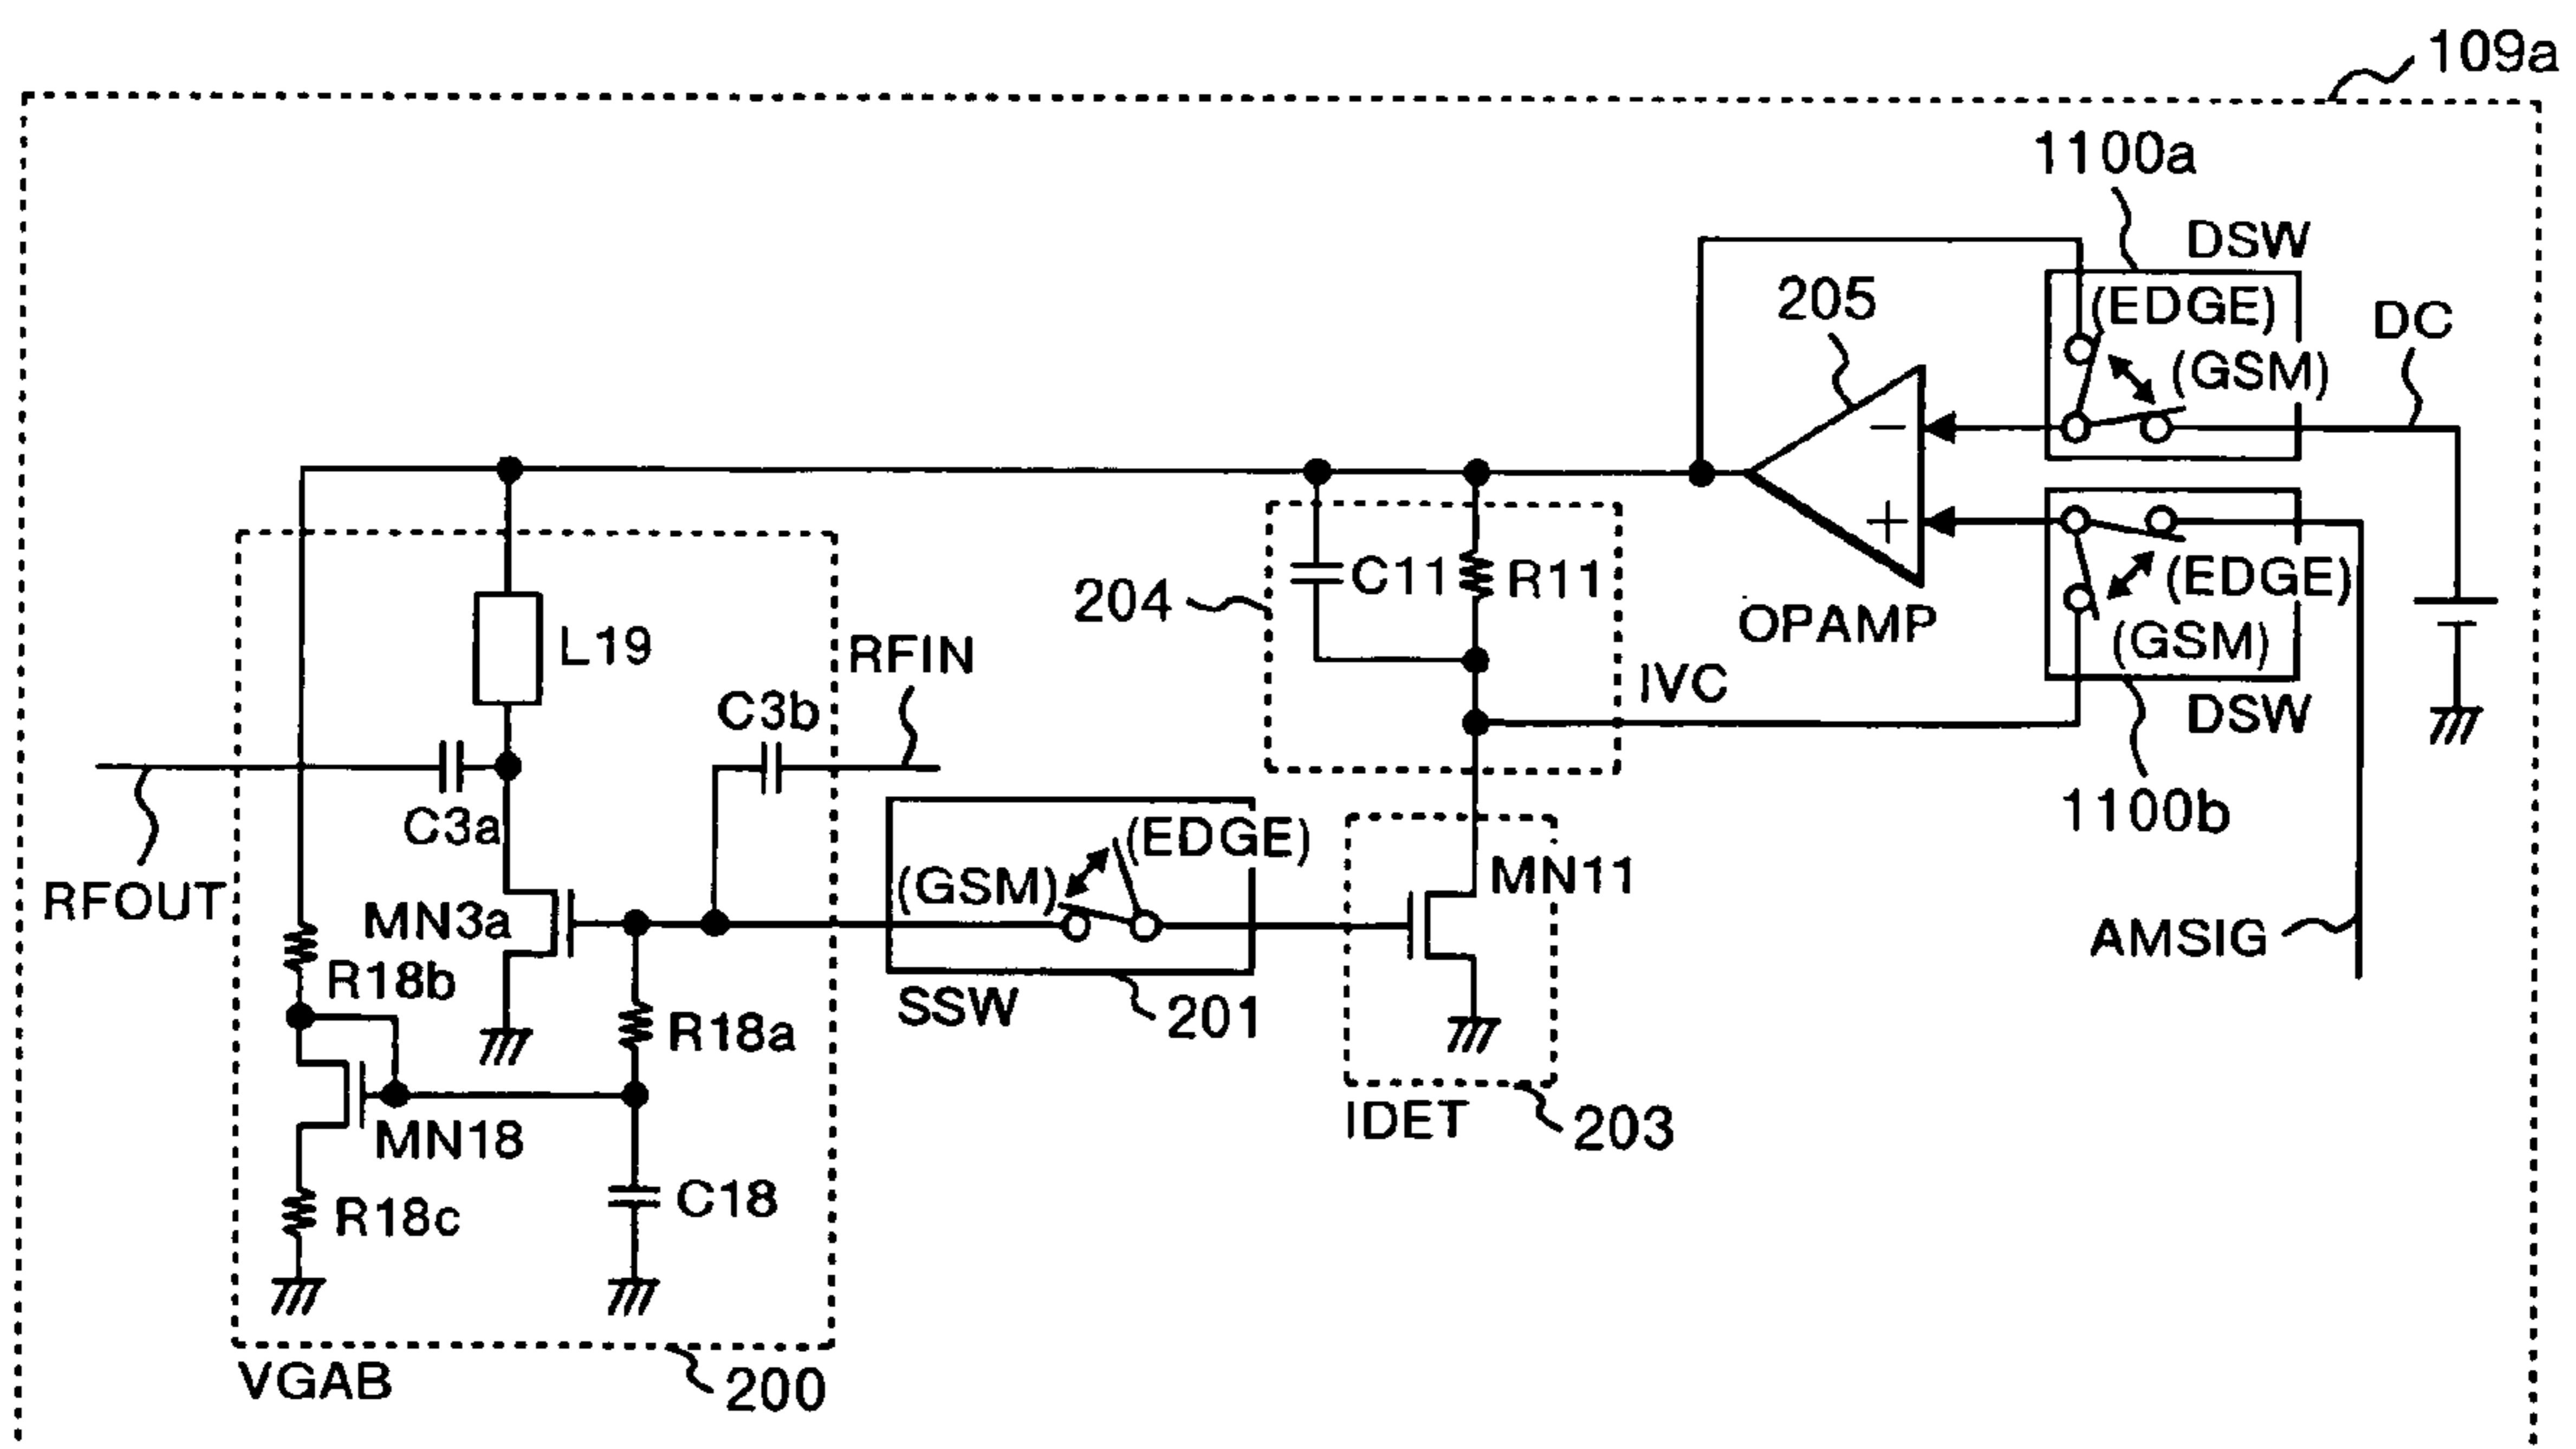 109a
1100a
DSW
(EDGE)
DC
205
(GSM)
−
+
C11
R11
(EDGE)
204
OPAMP
L19
RFIN
(GSM)
IVC
C3b
DSW
1100b
C3a
(EDGE)
(GSM)
MN11
RFOUT
MN3a
AMSIG
R18b
SSW
201
R18a
IDET
203
MN18
C18
R18c
VGAB
200